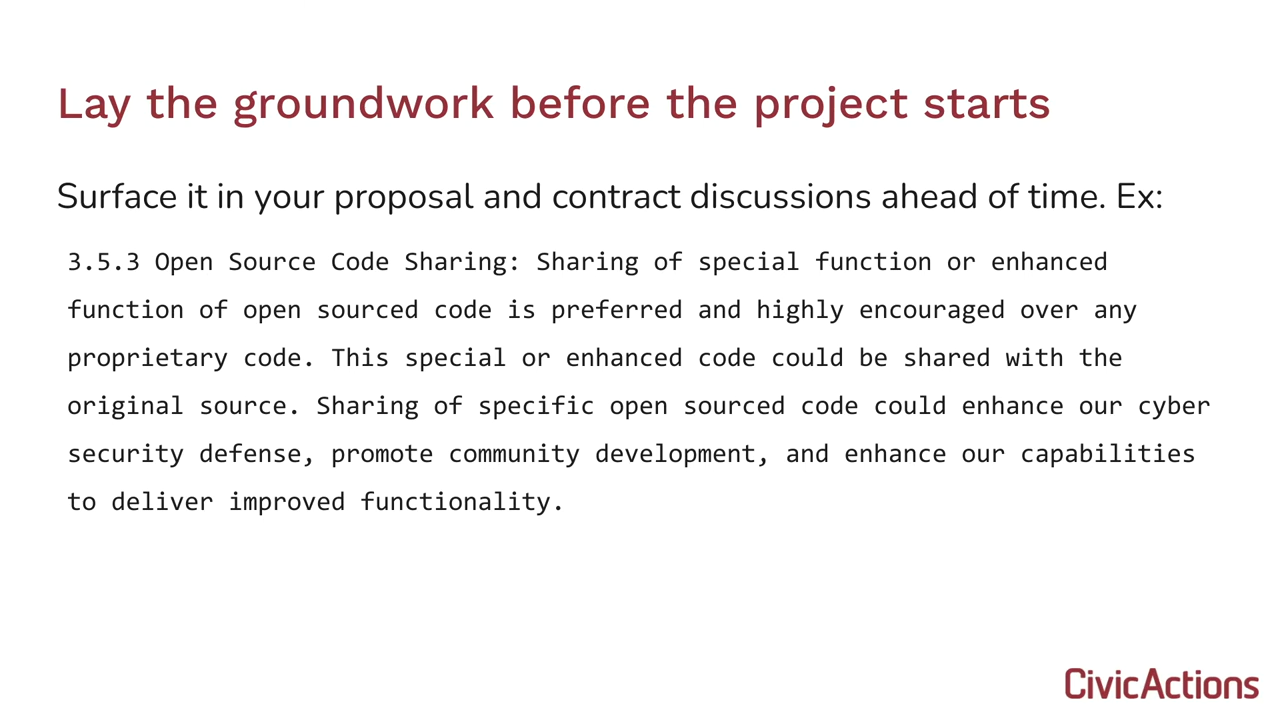 Lay the groundwork before the project starts
Surface it in your proposal and contract discussions ahead of time. Ex:
3.5.3 Open Source Code Sharing: Sharing of special function or enhanced
function of open sourced code is preferred and highly encouraged over any
proprietary code. This special or enhanced code could be shared with the
original source. Sharing of specific open sourced code could enhance our cyber
security defense, promote community development, and enhance our capabilities
to deliver improved functionality.
CivicActions